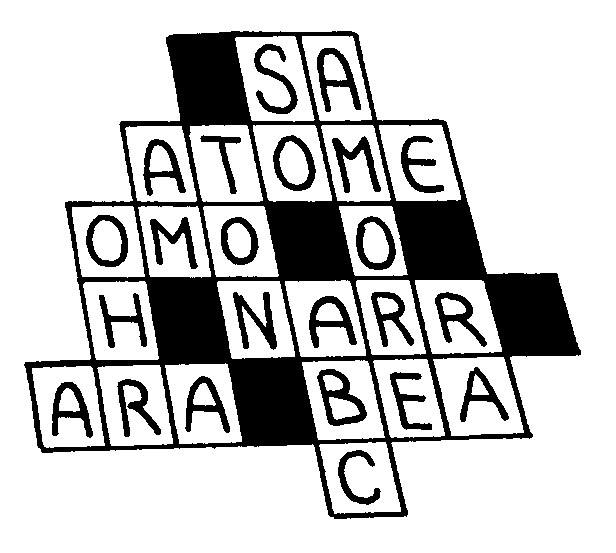 SA
ATOME
OMO O
H NARR
ARA BEA
C